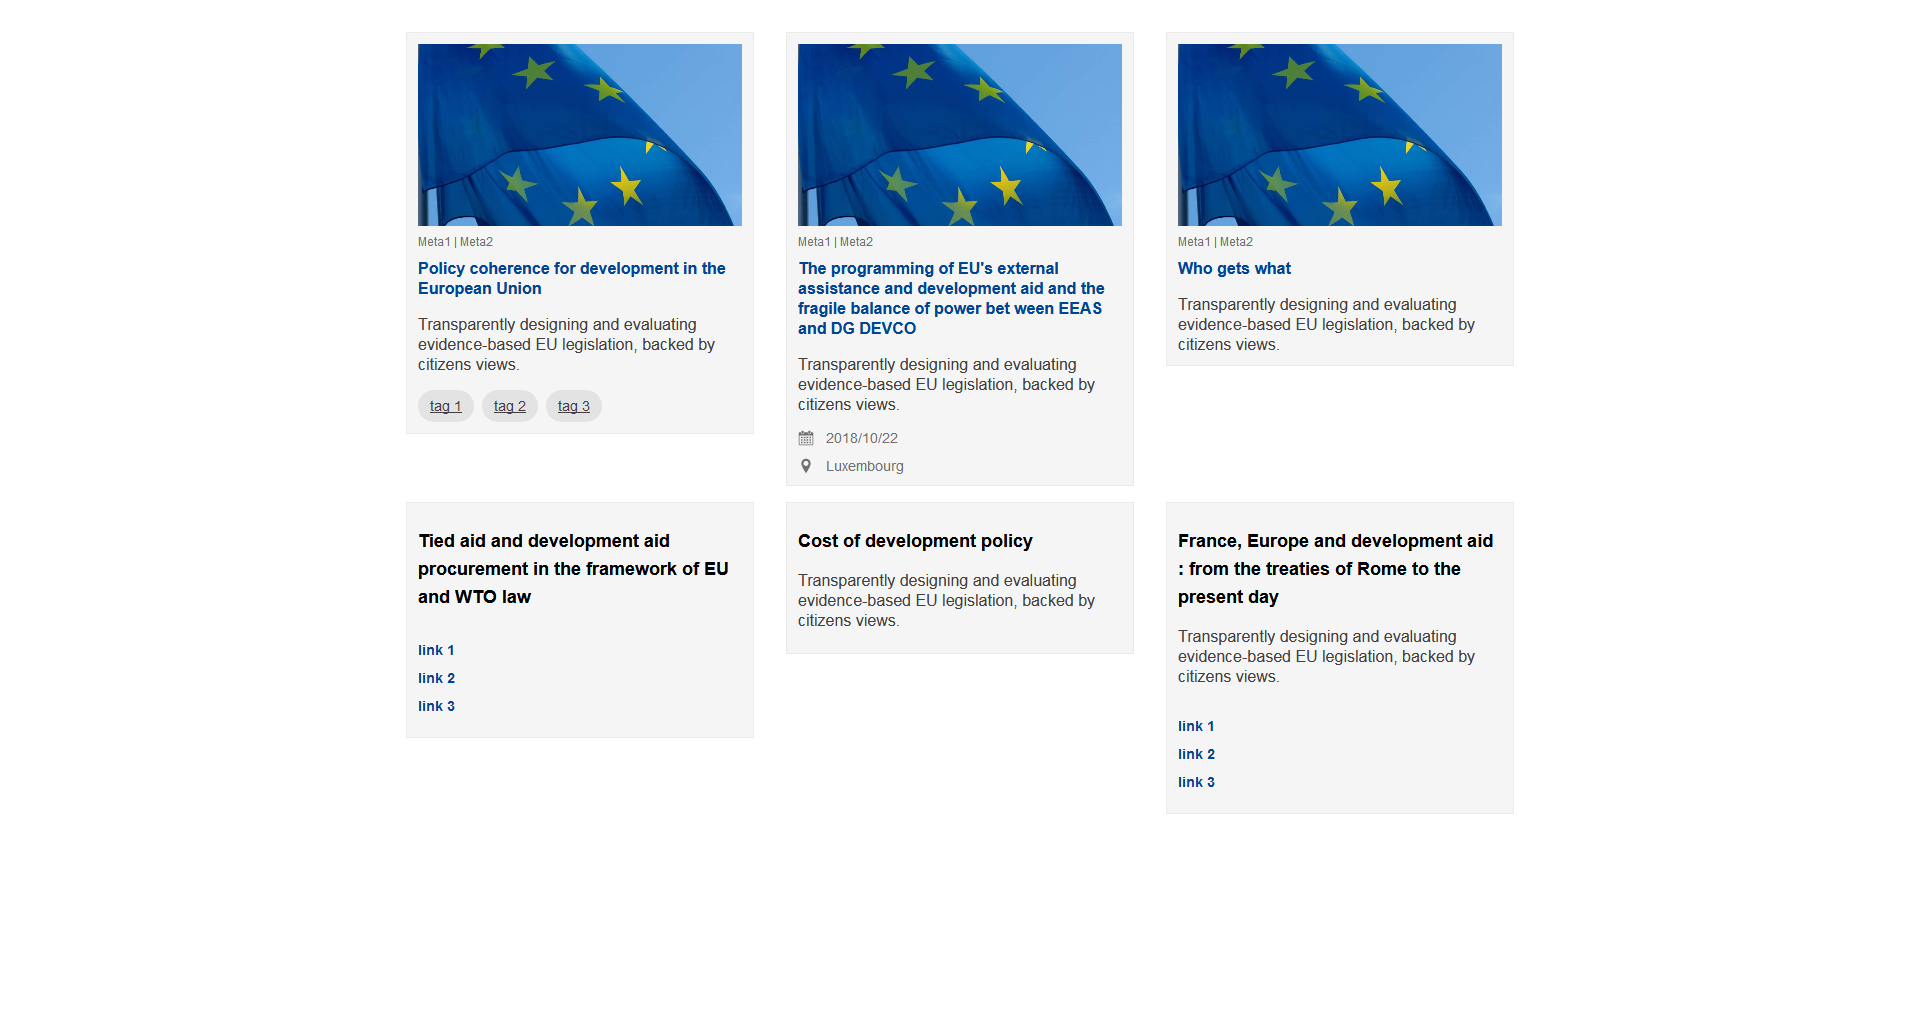 Meta1 | Meta2
Policy coherence for development in the
European Union
Transparently designing and evaluating
evidence-based EU legislation, backed by
citizens views.
tag 1 tag 2 tag 3
Meta1 | Meta2
The programming of EU's external
assistance and development aid and the
fragile balance of power bet ween EEAS
and DG DEVCO
Transparently designing and evaluating
evidence-based EU legislation, backed by
citizens views.
2018/10/22
Luxembourg
Meta1 | Meta2
Who gets what
Transparently designing and evaluating
evidence-based EU legislation, backed by
citizens views.
Tied aid and development aid
procurement in the framework of EU
and WTO law
link 1
link 2
link 3
Cost of development policy
Transparently designing and evaluating
evidence-based EU legislation, backed by
citizens views.
France, Europe and development aid
: from the treaties of Rome to the
present day
Transparently designing and evaluating
evidence-based EU legislation, backed by
citizens views.
link 1
link 2
link 3